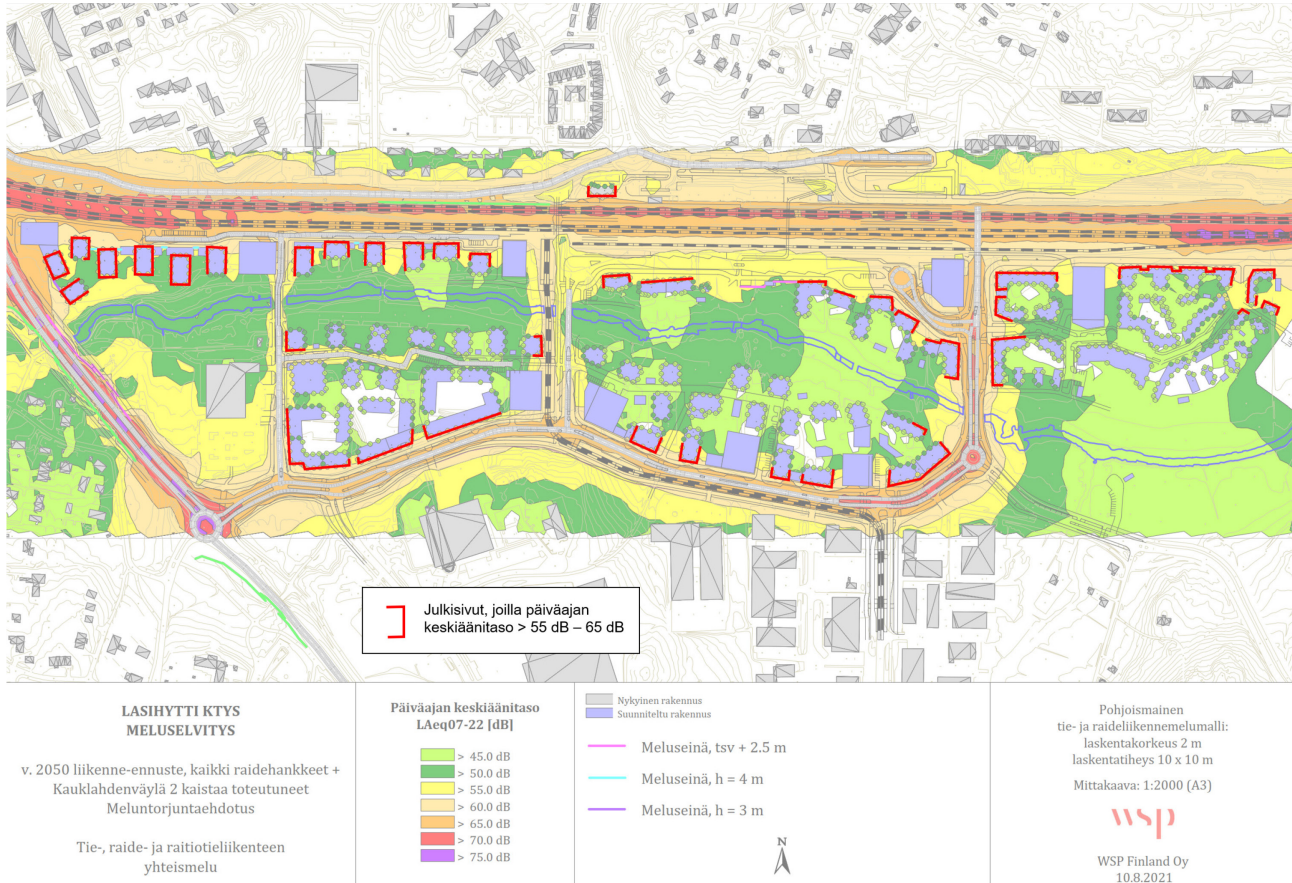 Julkisivut, joilla päiväajan
keskiäänitaso > 55 dB – 65 dB
LASIHYTTI KTYS
MELUSELVITYS
v. 2050 liikenne-ennuste, kaikki raidehankkeet +
Kauklahdenväylä 2 kaistaa toteutuneet
Meluntorjuntaehdotus
Tie-, raide- ja raitiotieliikenteen
yhteismelu
Päiväajan keskiäänitaso
LAeq07-22 [dB]
> 45.0 dB
> 50.0 dB
> 55.0 dB
> 60.0 dB
> 65.0 dB
> 70.0 dB
> 75.0 dB
Nykyinen rakennus
Suunniteltu rakennus
Meluseinä, tsv + 2.5 m
Meluseinä, h = 4 m
Meluseinä, h = 3 m
N
Pohjoismainen
tie- ja raideliikennemelumalli:
laskentakorkeus 2 m
laskentatiheys 10 x 10 m
Mittakaava: 1:2000 (A3)
wsp
WSP Finland Oy
10.8.2021